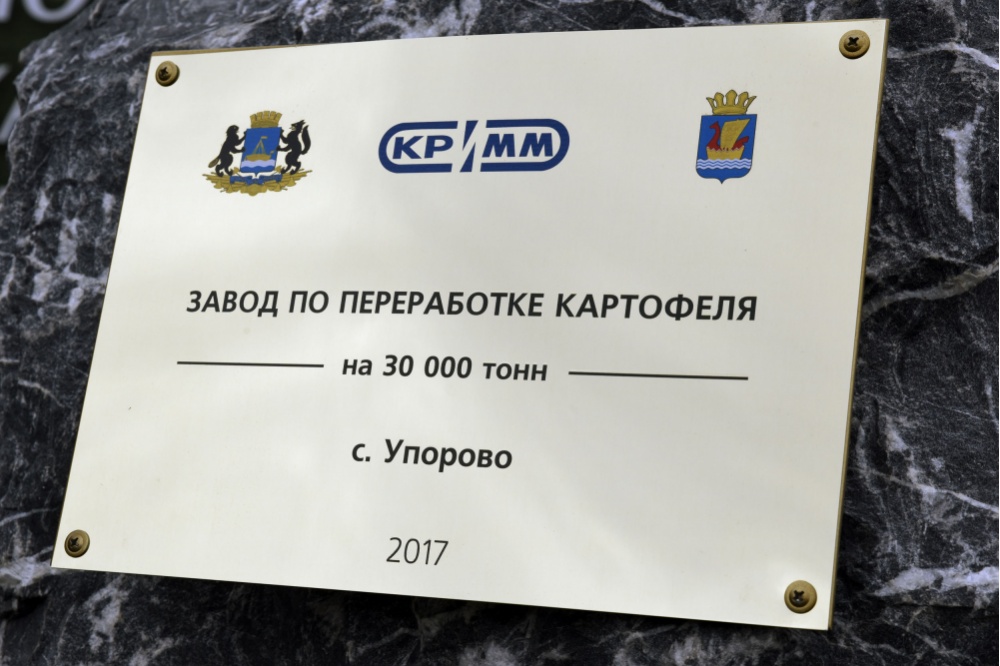 КРИММ
ЗАВОД ПО ПЕРЕРАБОТКЕ КАРТОФЕЛЯ
на 30 000 тонн
с. Упорово
2017